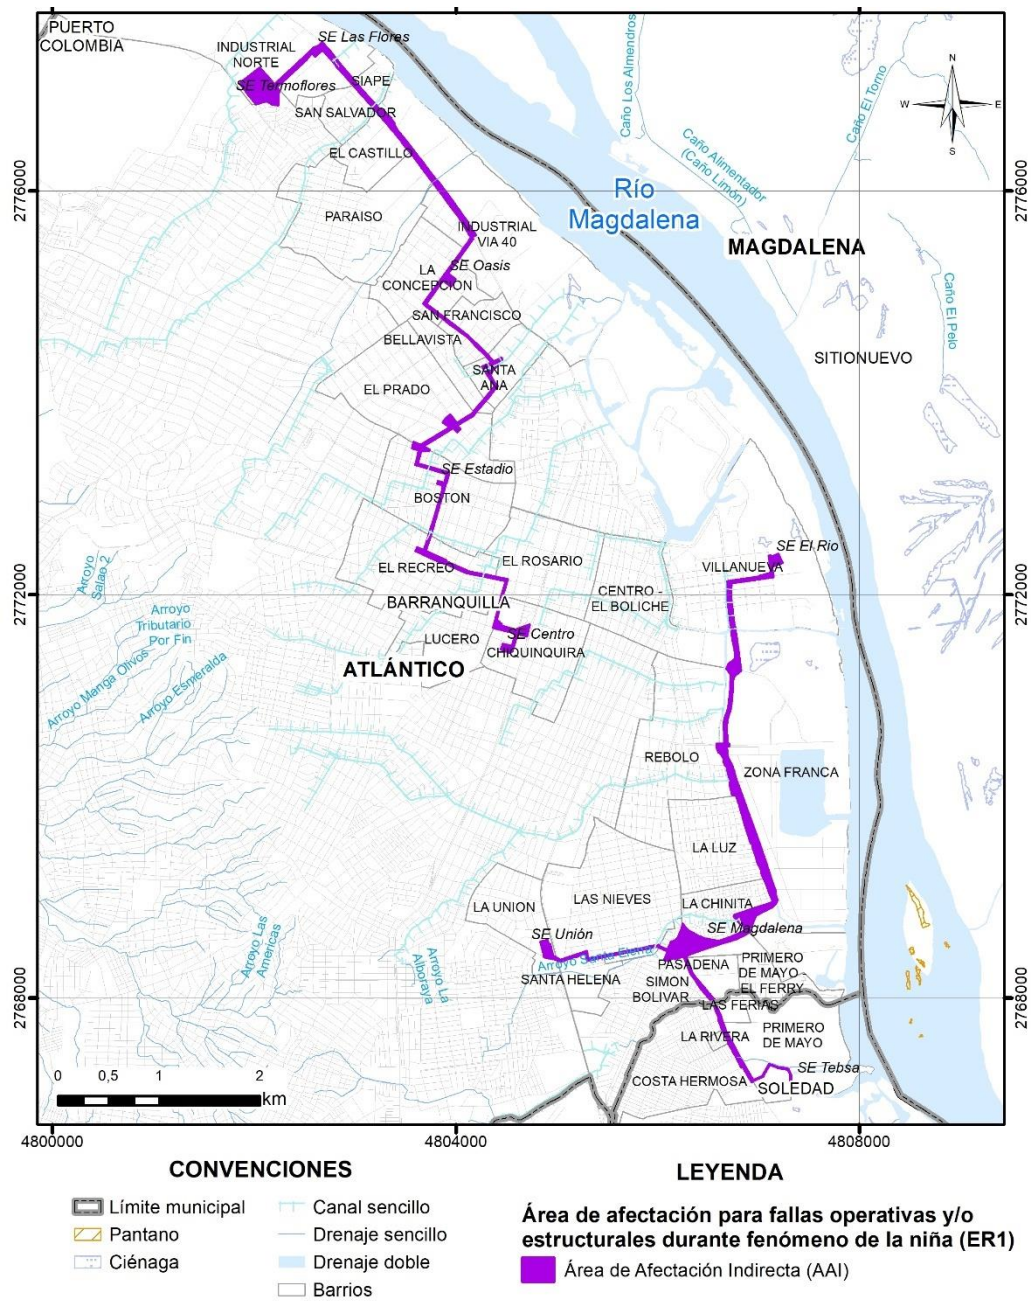 PUERTO
COLOMBIA
INDUSTRIAL
NORTE
SE Las Flores
SE Termoflores
SIAPE
SAN SALVADOR
EL CASTILLO
PARAISO
Caño Los Almendros
Caño El Torno
Caño Alimentador
(Caño Limón)
N
W
E
S
2776000
2776000
Río
Magdalena
MAGDALENA
INDUSTRIAL
VIA 40
SE Oasis
LA
CONCEPCION
SAN FRANCISCO
BELLAVISTA
Caño El Pelo
SITIONUEVO
SANTA
ANA
EL PRADO
SE Estadio
BOSTON
SE El Rio
VILLANUEVA
EL ROSARIO
EL RECREO
Arroyo
Salao 2
2772000
2772000
CENTRO -
EL BOLICHE
BARRANQUILLA
Arroyo
Tributario
Por Fin
LUCERO
SE Centro
CHIQUINQUIRA
ATLÁNTICO
Arroyo Manga Olivos
Arroyo Esmeralda
REBOLO
ZONA FRANCA
LA LUZ
LA UNION
LAS NIEVES
LA CHINITA
SE Unión
SE Magdalena
Arroyo Las
Americas
Arroyo La
Alboraya
Arroyo Santa Elena
SANTA HELENA
PASADENA
PRIMERO
DE MAYO
EL FERRY
SIMON
BOLIVAR
LAS FERIAS
2768000
2768000
LA RIVERA
PRIMERO
DE MAYO
SE Tebsa
COSTA HERMOSA
SOLEDAD
0 0,5 1 2
km
4800000
4804000
4808000
CONVENCIONES
Límite municipal
Pantano
Ciénaga
Canal sencillo
Drenaje sencillo
Drenaje doble
Barrios
LEYENDA
Área de afectación para fallas operativas y/o
estructurales durante fenómeno de la niña (ER1)
Área de Afectación Indirecta (AAI)